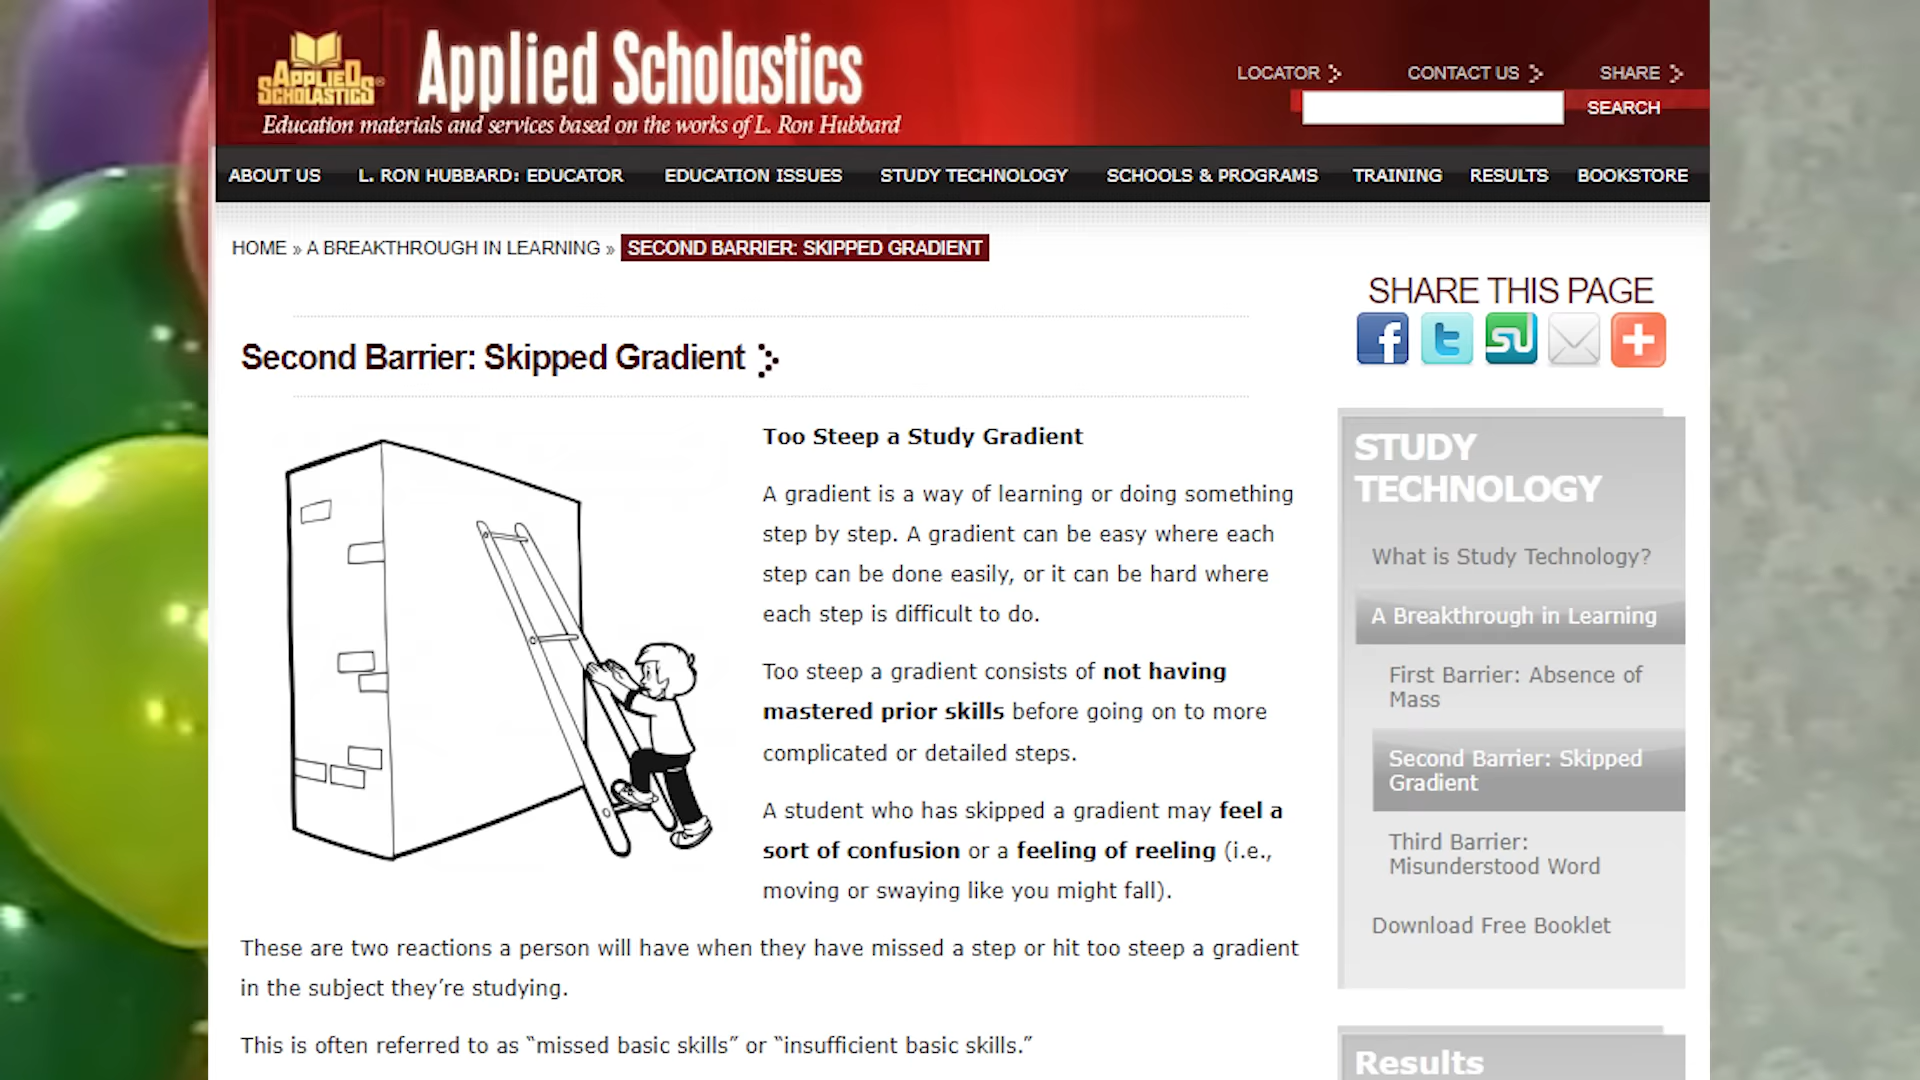 APPLIED
SCHOLASTICS®
Applied Scholastics
Education materials and services based on the works of L. Ron Hubbard
LOCATOR
CONTACT US
SHARE
SEARCH
ABOUT US
L. RON HUBBARD: EDUCATOR
EDUCATION ISSUES
STUDY TECHNOLOGY
SCHOOLS & PROGRAMS
TRAINING
RESULTS
BOOKSTORE
HOME » A BREAKTHROUGH IN LEARNING » SECOND BARRIER: SKIPPED GRADIENT
Second Barrier: Skipped Gradient
Too Steep a Study Gradient
A gradient is a way of learning or doing something
step by step. A gradient can be easy where each
step can be done easily, or it can be hard where
each step is difficult to do.
Too steep a gradient consists of not having
mastered prior skills before going on to more
complicated or detailed steps.
A student who has skipped a gradient may feel a
sort of confusion or a feeling of reeling (i.e.,
moving or swaying like you might fall).
These are two reactions a person will have when they have missed a step or hit too steep a gradient
in the subject they’re studying.
This is often referred to as “missed basic skills” or “insufficient basic skills.”
SHARE THIS PAGE
STUDY
TECHNOLOGY
What is Study Technology?
A Breakthrough in Learning
First Barrier: Absence of
Mass
Second Barrier: Skipped
Gradient
Third Barrier:
Misunderstood Word
Download Free Booklet
Results